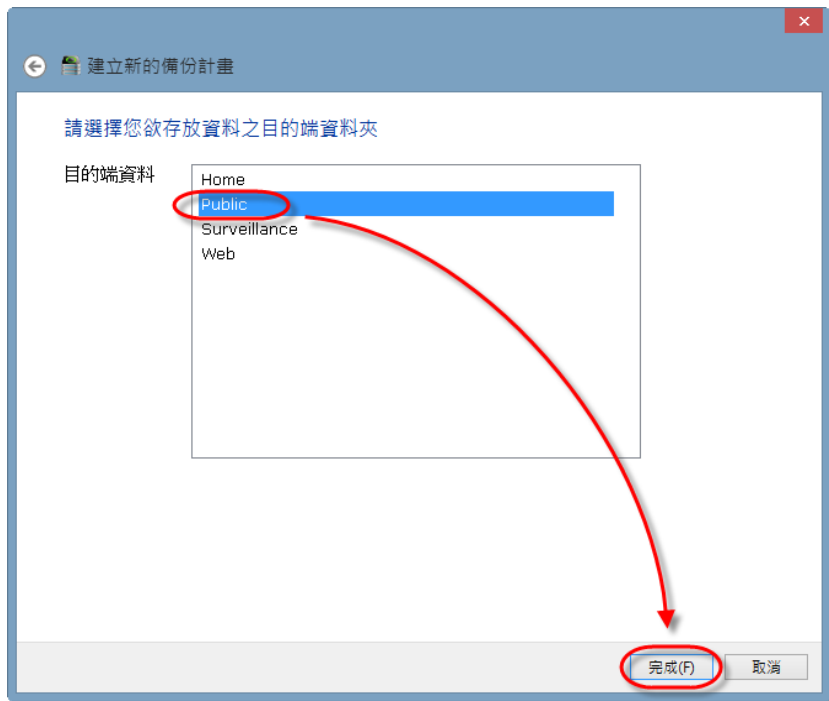 建立新的備份計畫
請選擇您欲存放資料之目的端資料夾
目的端資料
Home
Public
Surveillance
Web
完成(F)
取消